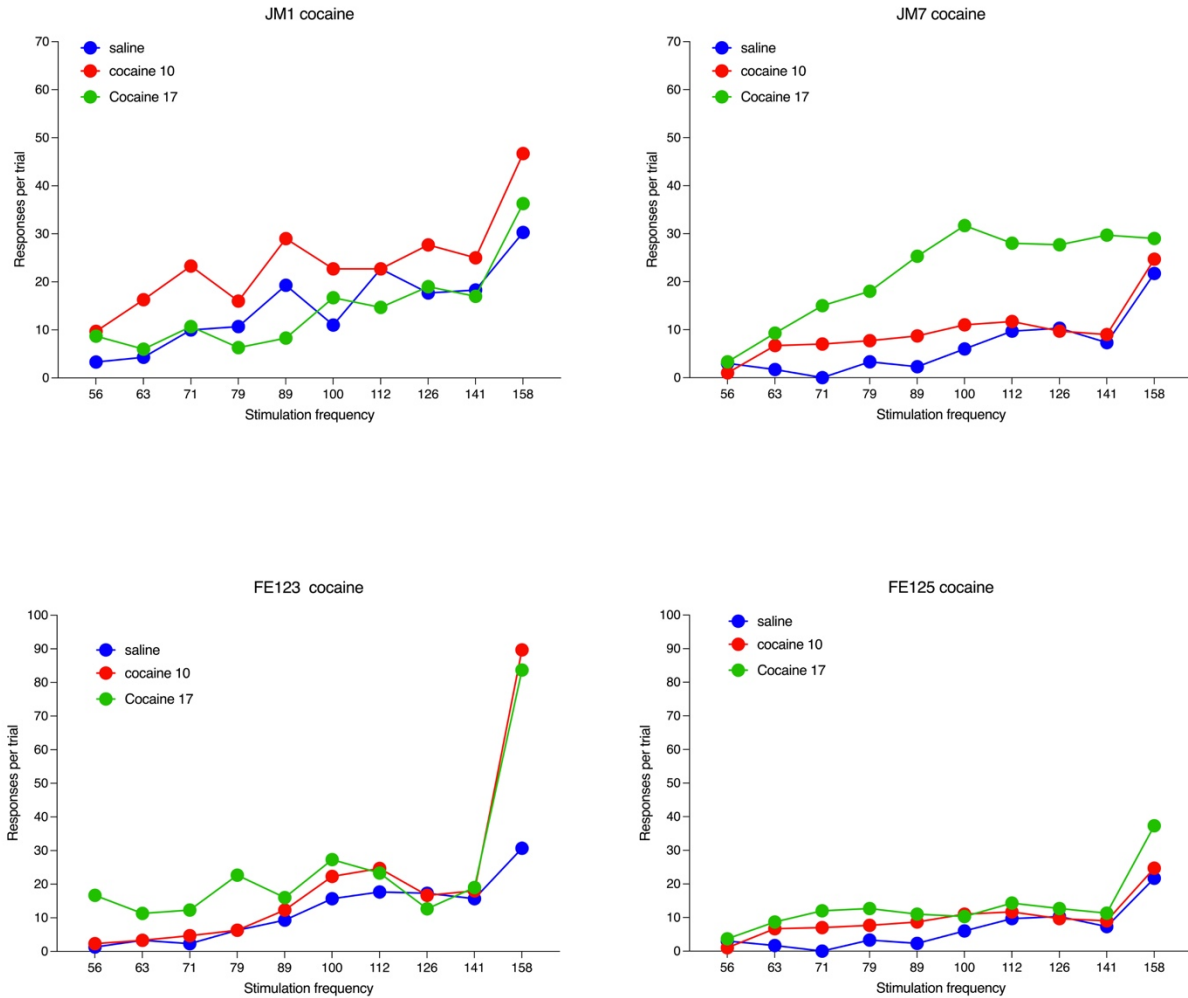 JM1 cocaine
70
60
50
40
30
20
10
0
Responses per trial
saline
cocaine 10
Cocaine 17
56 63 71 79 89 100 112 126 141 158
Stimulation frequency
JM7 cocaine
70
60
50
40
30
20
10
0
Responses per trial
saline
cocaine 10
Cocaine 17
56 63 71 79 89 100 112 126 141 158
Stimulation frequency
FE123 cocaine
100
90
80
70
60
50
40
30
20
10
0
Responses per trial
saline
cocaine 10
Cocaine 17
56 63 71 79 89 100 112 126 141 158
Stimulation frequency
FE125 cocaine
100
90
80
70
60
50
40
30
20
10
0
Responses per trial
saline
cocaine 10
Cocaine 17
56 63 71 79 89 100 112 126 141 158
Stimulation frequency